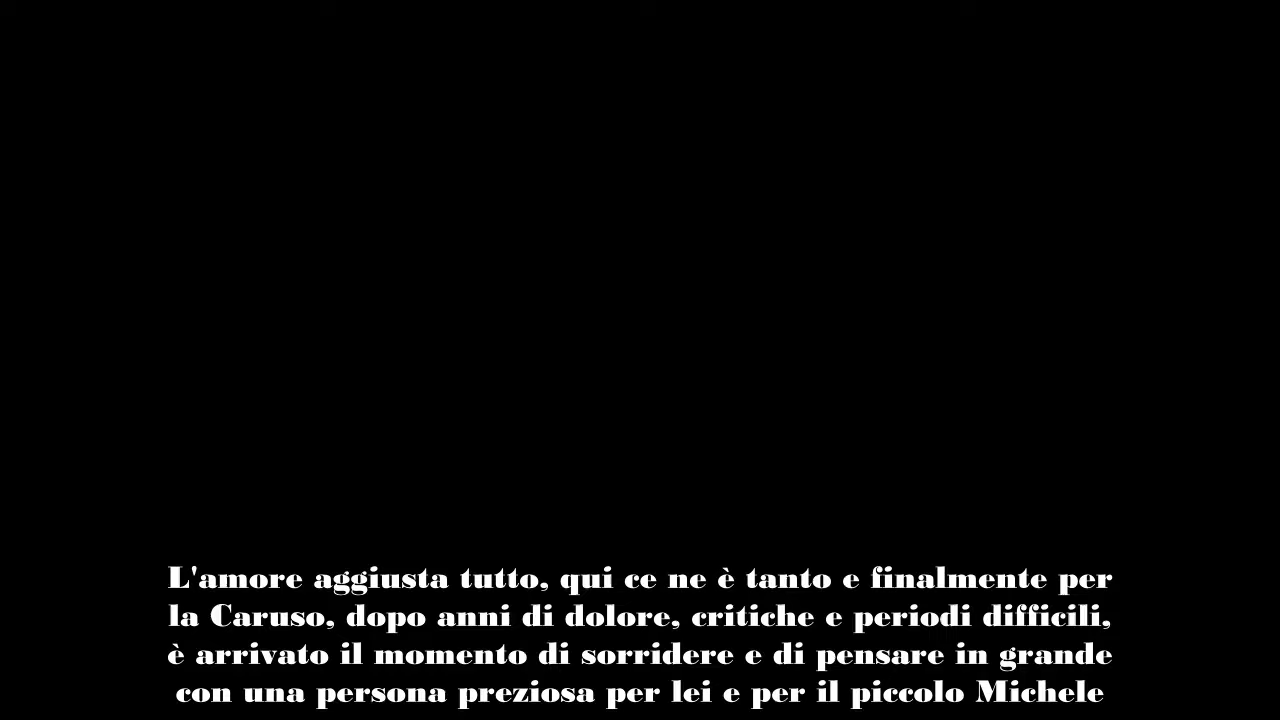 L'amore aggiusta tutto, qui ce ne è tanto e finalmente per
la Caruso, dopo anni di dolore, critiche e periodi difficili,
è arrivato il momento di sorridere e di pensare in grande
con una persona preziosa per lei e per il piccolo Michele